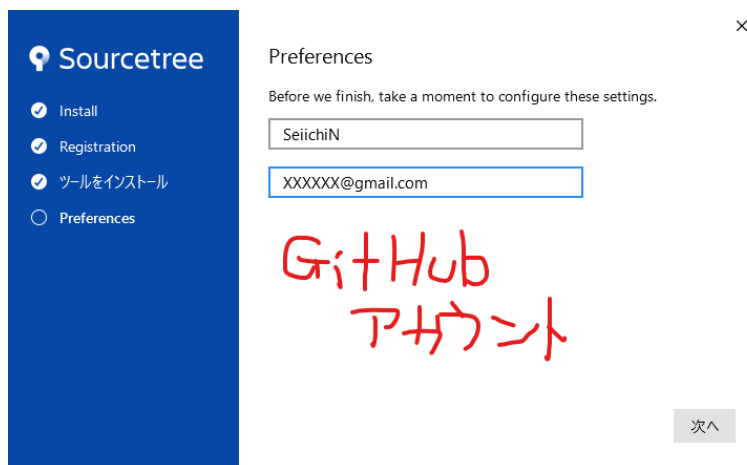 Sourcetree
Install
Registration
ツールをインストール
Preferences
Preferences
Before we finish, take a moment to configure these settings.
SeiichiN
XXXXXX@gmail.com
GitHub
アカウント
次へ